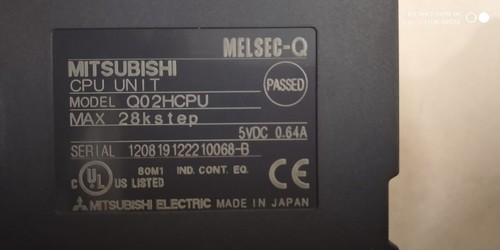 MELSEC-Q
MITSUBISHI
CPU UNIT
PASSED
MODEL Q02HCPU
MAX 28kstep
5VDC 0.64A
SERIAL 120819122210068-B
C UL US LISTED 80M1 IND. CONT. EQ. CE
MITSUBISHI ELECTRIC MADE IN JAPAN